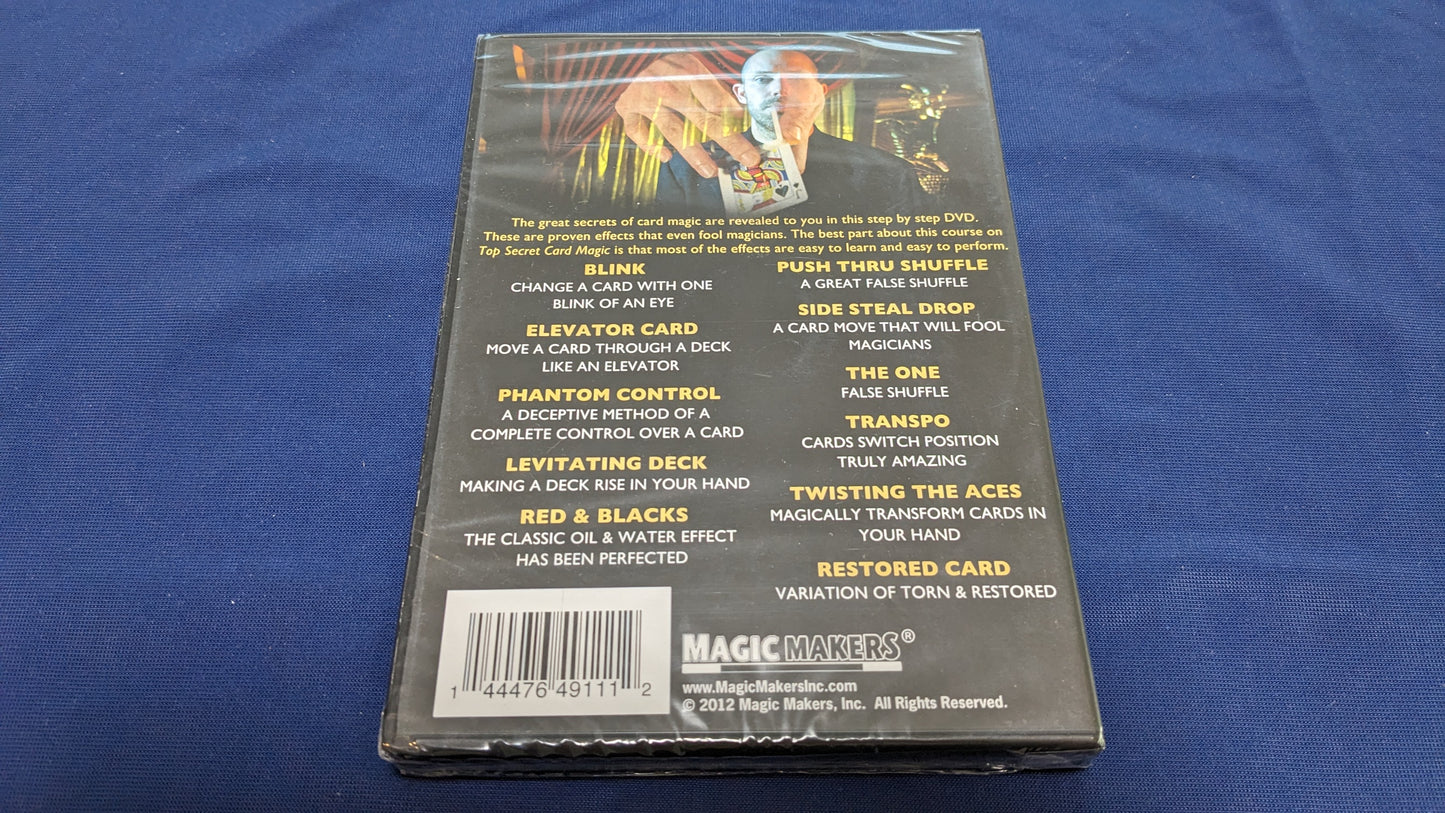 The great secrets of card magic are revealed to you in this step by step DVD.
These are proven effects that even fool magicians. The best part about this course on
Top Secret Card Magic is that most of the effects are easy to learn and easy to perform.
BLINK
CHANGE A CARD WITH ONE
BLINK OF AN EYE
ELEVATOR CARD
MOVE A CARD THROUGH A DECK
LIKE AN ELEVATOR
PHANTOM CONTROL
A DECEPTIVE METHOD OF A
COMPLETE CONTROL OVER A CARD
LEVITATING DECK
MAKING A DECK RISE IN YOUR HAND
RED & BLACKS
THE CLASSIC OIL & WATER EFFECT
HAS BEEN PERFECTED
PUSH THRU SHUFFLE
A GREAT FALSE SHUFFLE
SIDE STEAL DROP
A CARD MOVE THAT WILL FOOL
MAGICIANS
THE ONE
FALSE SHUFFLE
TRANSPO
CARDS SWITCH POSITION
TRULY AMAZING
TWISTING THE ACES
MAGICALLY TRANSFORM CARDS IN
YOUR HAND
RESTORED CARD
VARIATION OF TORN & RESTORED
1 44476 49111 2
MAGIC MAKERS®
www.MagicMakersInc.com
© 2012 Magic Makers, Inc. All Rights Reserved.